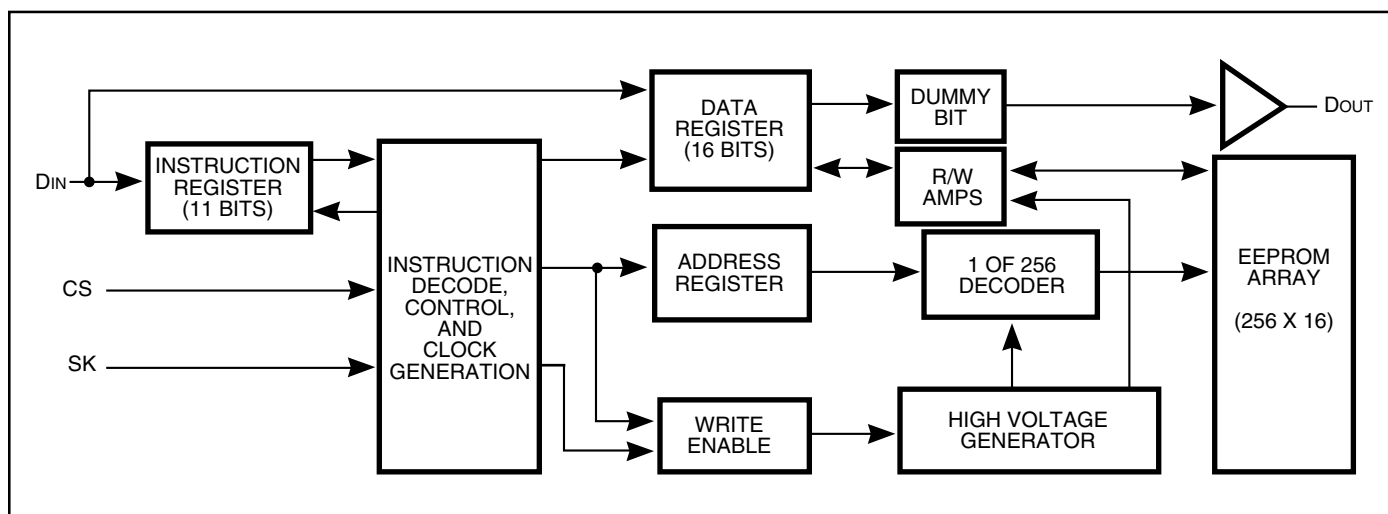 DATA
REGISTER
(16 BITS)
DUMMY
BIT
DOUT
DIN
INSTRUCTION
REGISTER
(11 BITS)
R/W
AMPS
CS
SK
INSTRUCTION
DECODE,
CONTROL,
AND
CLOCK
GENERATION
ADDRESS
REGISTER
1 OF 256
DECODER
EEPROM
ARRAY
(256 X 16)
WRITE
ENABLE
HIGH VOLTAGE
GENERATOR